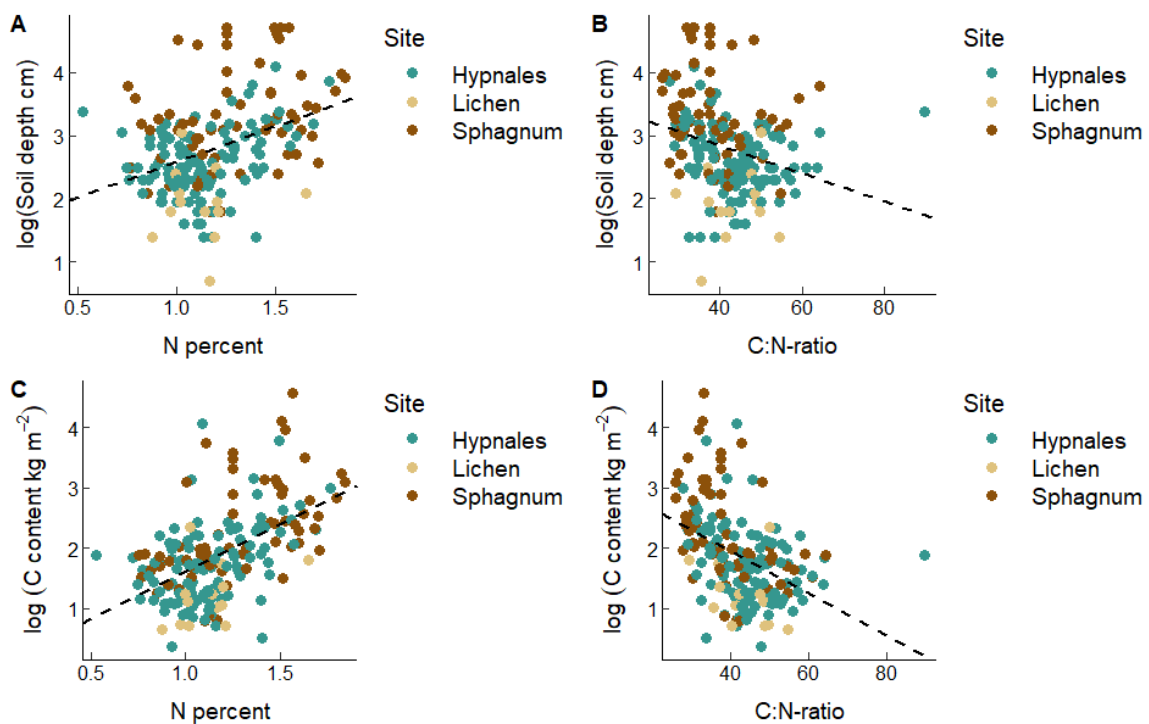 A
log(Soil depth cm)
4
3
2
1
0.5
1.0
1.5
N percent
Site
Hypnales
Lichen
Sphagnum
B
log(Soil depth cm)
4
3
2
1
40
60
80
C:N-ratio
Site
Hypnales
Lichen
Sphagnum
C
log (C content kg m⁻²)
4
3
2
1
0.5
1.0
1.5
N percent
Site
Hypnales
Lichen
Sphagnum
D
log (C content kg m⁻²)
4
3
2
1
40
60
80
C:N-ratio
Site
Hypnales
Lichen
Sphagnum